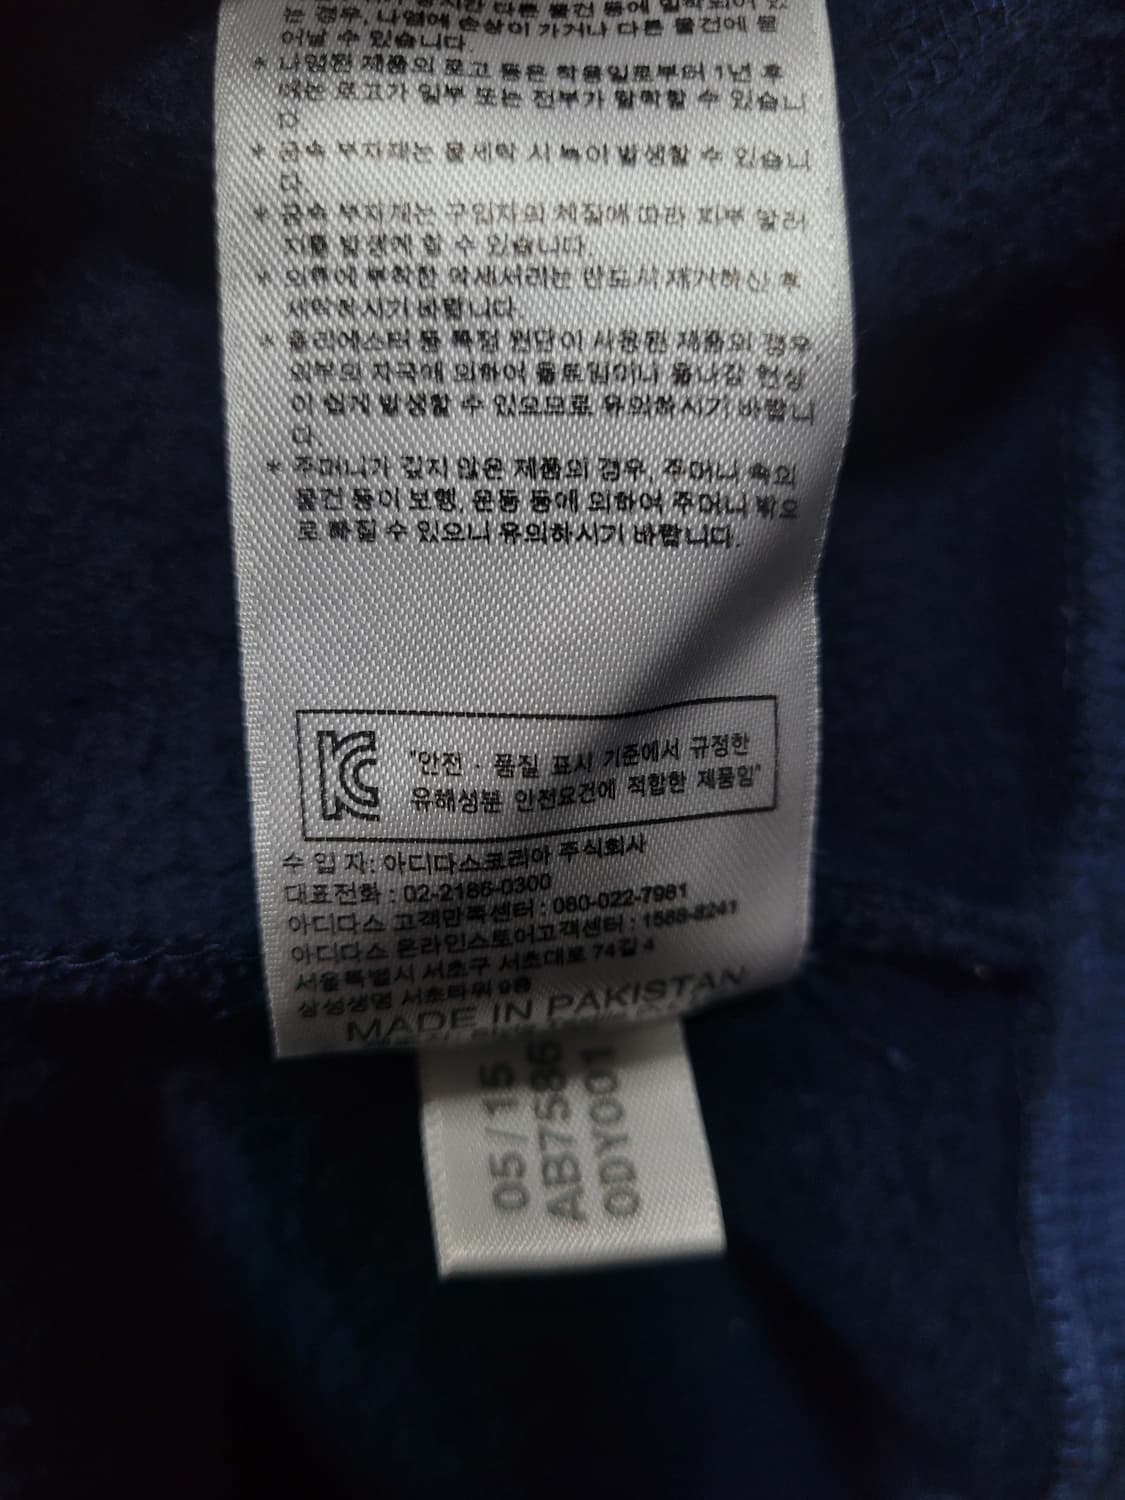 는 경우, 나염에 손상이 가거나 다른 물건에 묻
어날 수 있습니다.
* 나염된 제품의 로고 등은 착용일로부터 1년 후
에는 로고가 일부 또는 전부가 탈착할 수 있습니
다.
* 금속 부자재는 물세탁 시 녹이 발생할 수 있습니
다.
* 금속 부자재는 구입자의 체질에 따라 피부 알러
지를 발생케 할 수 있습니다.
* 의류에 부착한 악세서리는 반드시 제거하신 후
세탁하시기 바랍니다.
* 폴리에스터 등 특정 원단이 사용된 제품의 경우
외부의 자극에 의하여 올트임이나 올나감 현상
이 쉽게 발생할 수 있으므로 유의하시기 바랍니
다.
* 주머니가 깊지 않은 제품의 경우, 주머니 속의
물건 등이 보행, 운동 등에 의하여 주머니 밖으
로 빠질 수 있으니 유의하시기 바랍니다.
"안전 · 품질 표시 기준에서 규정한
유해성분 안전요건에 적합한 제품임"
수 입 자: 아디다스코리아 주식회사
대표전화 : 02-2186-0300
아디다스 고객만족센터 : 080-022-7981
아디다스 온라인스토어고객센터 : 1588-8241
서울특별시 서초구 서초대로 74길 4
삼성생명 서초타워 9층
MADE IN PAKISTAN
05/15
AB7586
0DY001